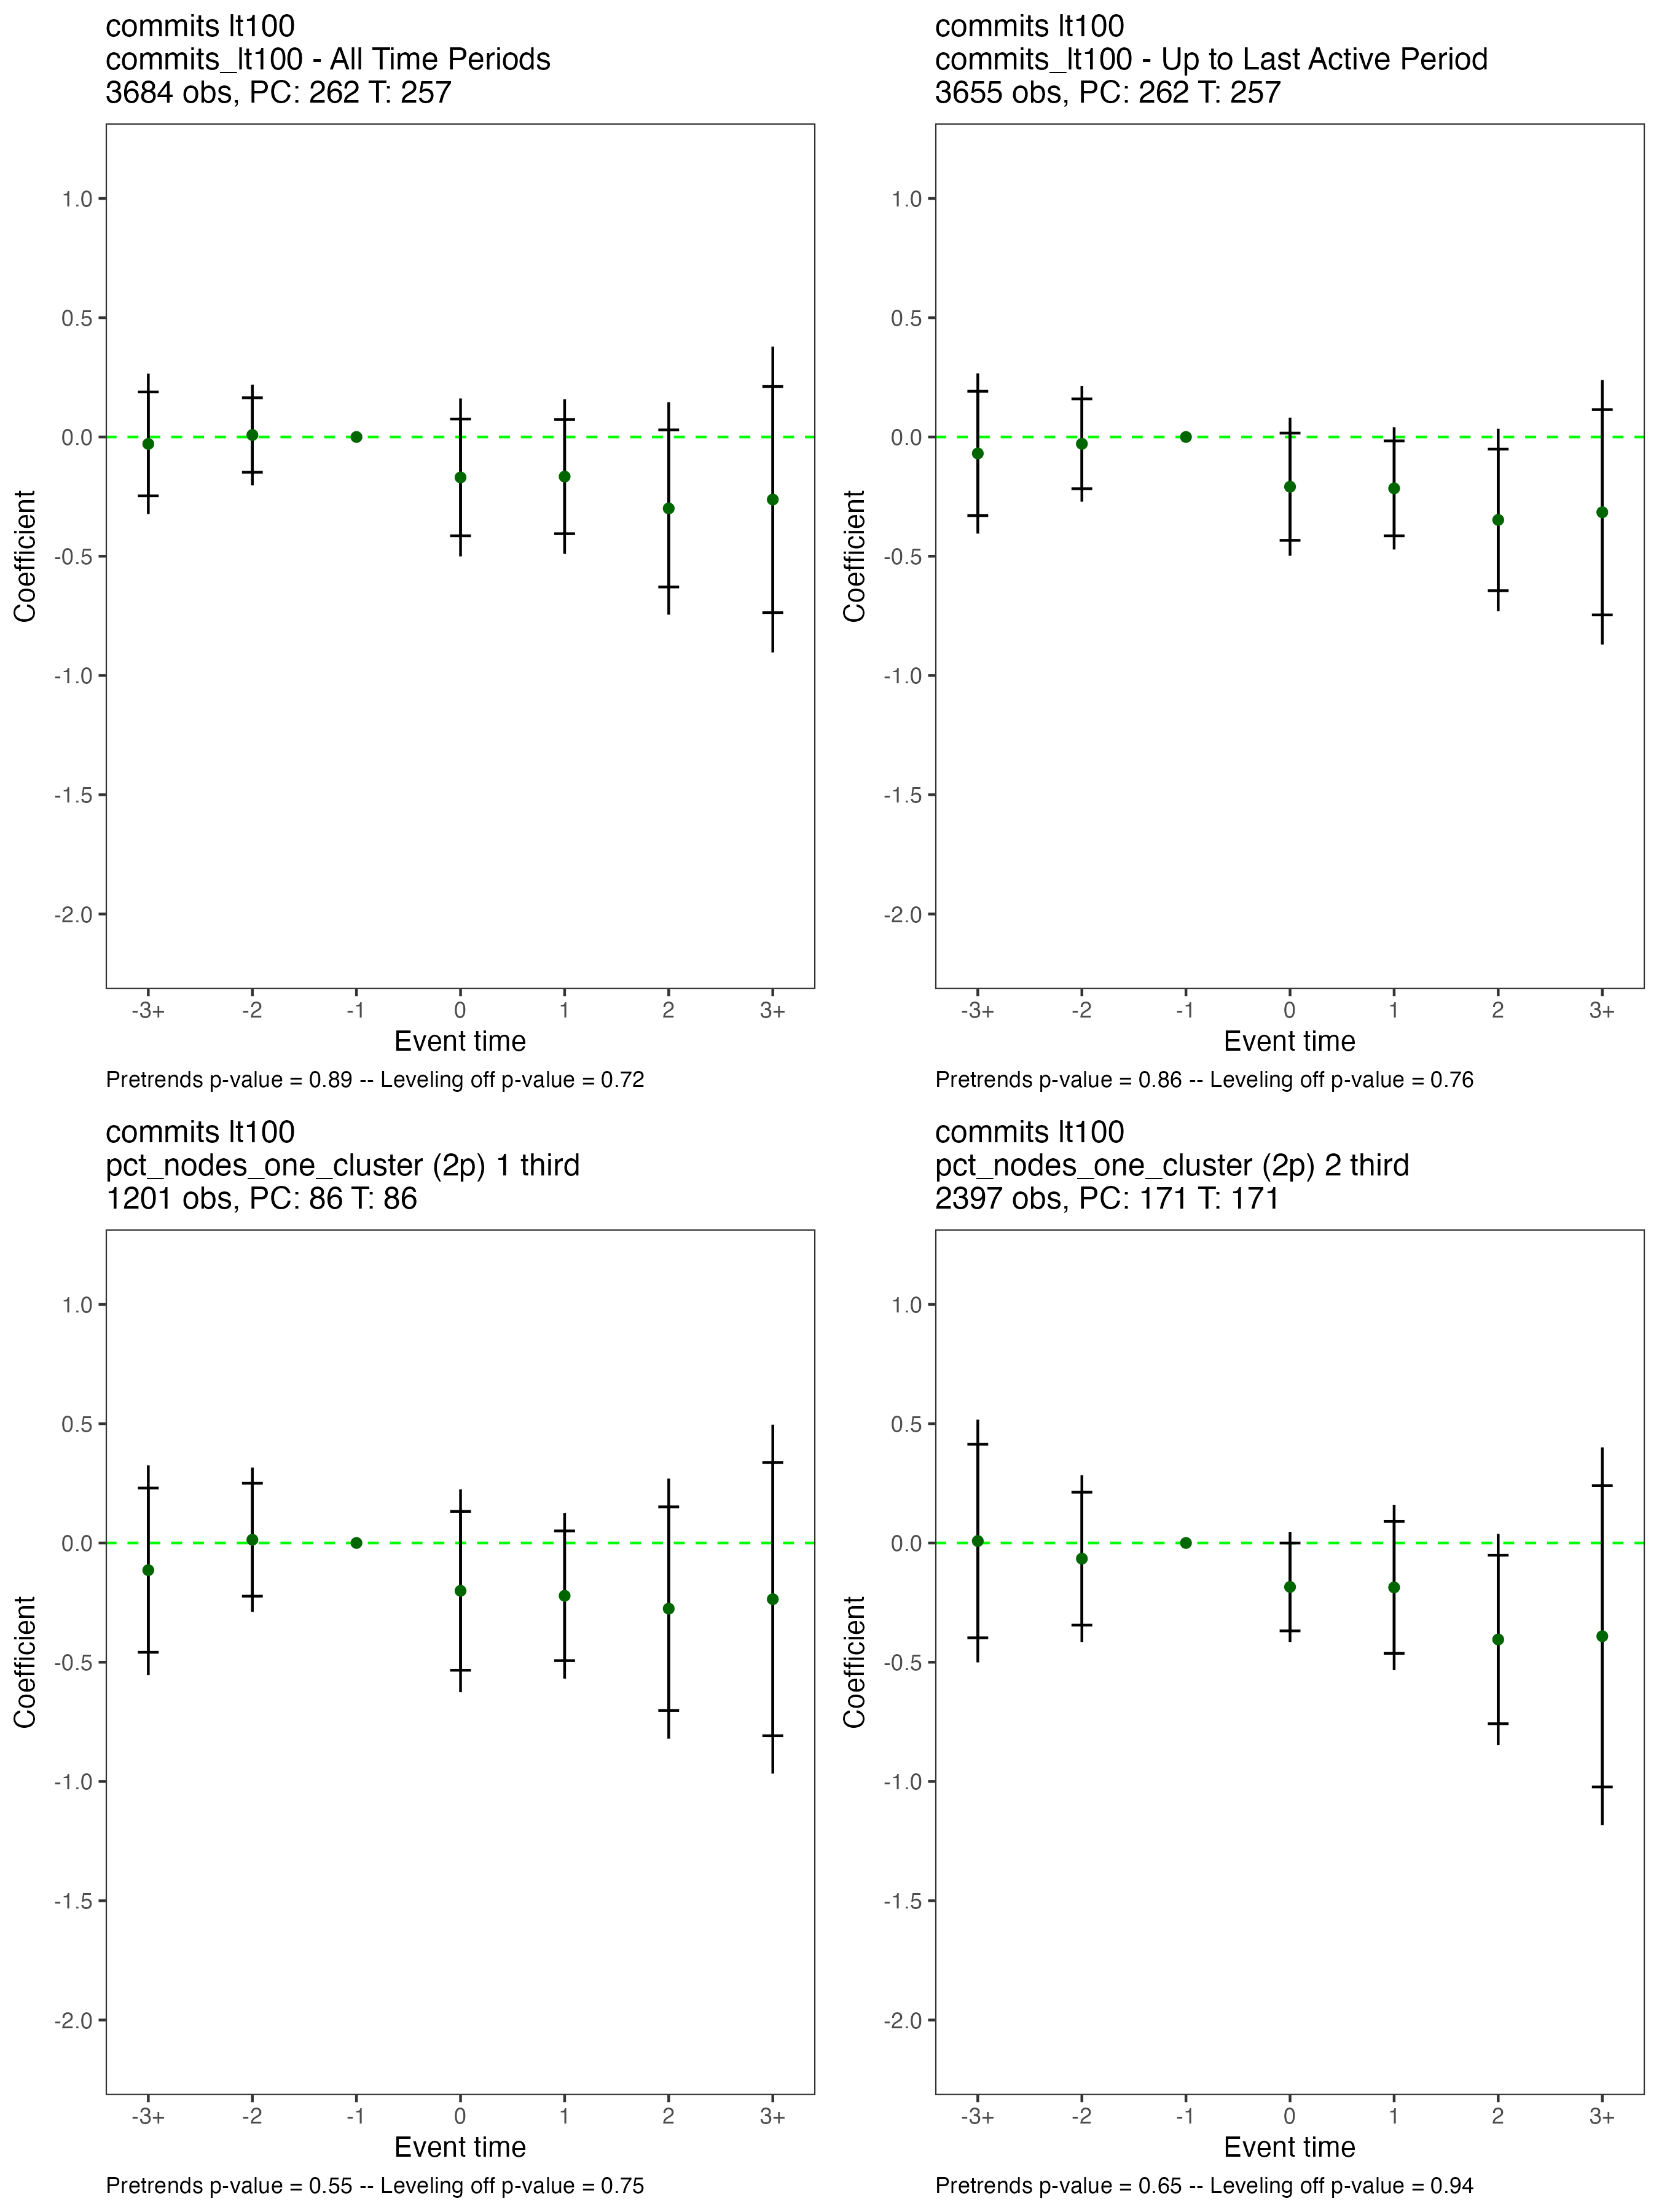 commits lt100
commits_lt100 - All Time Periods
3684 obs, PC: 262 T: 257
1.0
0.5
0.0
-0.5
-1.0
-1.5
-2.0
Coefficient
-3+ -2 -1 0 1 2 3+
Event time
Pretrends p-value = 0.89 -- Leveling off p-value = 0.72
commits lt100
commits_lt100 - Up to Last Active Period
3655 obs, PC: 262 T: 257
1.0
0.5
0.0
-0.5
-1.0
-1.5
-2.0
Coefficient
-3+ -2 -1 0 1 2 3+
Event time
Pretrends p-value = 0.86 -- Leveling off p-value = 0.76
commits lt100
pct_nodes_one_cluster (2p) 1 third
1201 obs, PC: 86 T: 86
1.0
0.5
0.0
-0.5
-1.0
-1.5
-2.0
Coefficient
-3+ -2 -1 0 1 2 3+
Event time
Pretrends p-value = 0.55 -- Leveling off p-value = 0.75
commits lt100
pct_nodes_one_cluster (2p) 2 third
2397 obs, PC: 171 T: 171
1.0
0.5
0.0
-0.5
-1.0
-1.5
-2.0
Coefficient
-3+ -2 -1 0 1 2 3+
Event time
Pretrends p-value = 0.65 -- Leveling off p-value = 0.94